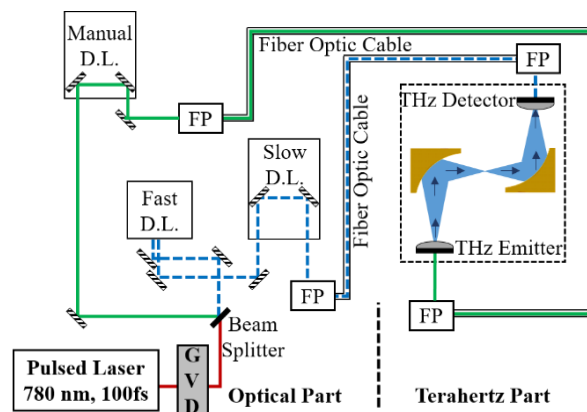 Manual
D.L.
Fiber Optic Cable
FP
FP
THz Detector
Slow
D.L.
Fiber Optic Cable
Fast
D.L.
THz Emitter
FP
FP
Beam
Splitter
Pulsed Laser
780 nm, 100fs
G
V
D
Optical Part
Terahertz Part